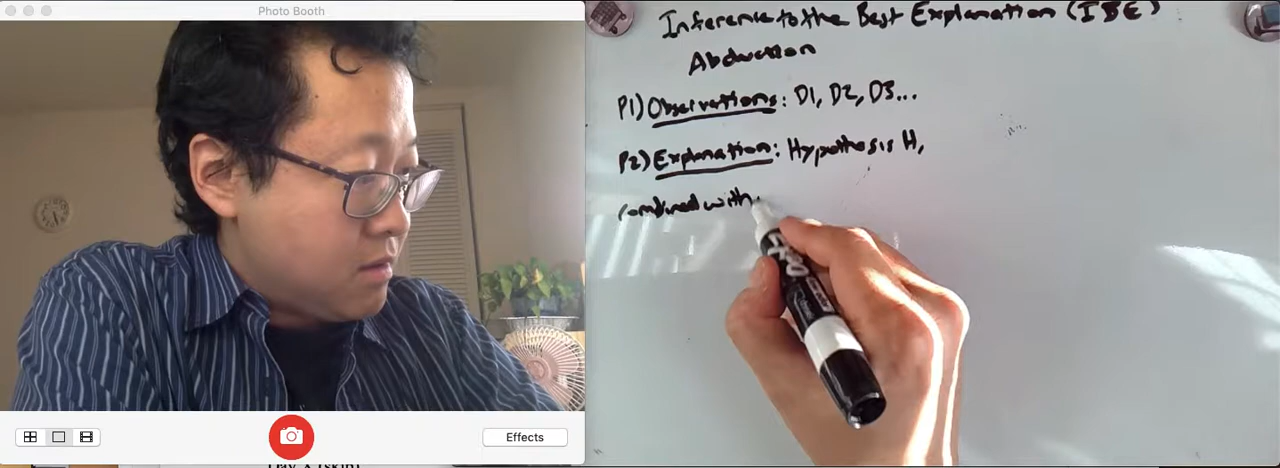 Photo Booth
Effects
Inference to the Best Explanation (IBE)
Abduction
P1) Observations: D1, D2, D3...
P2) Explanation: Hypothesis H,
combined with
EXPO